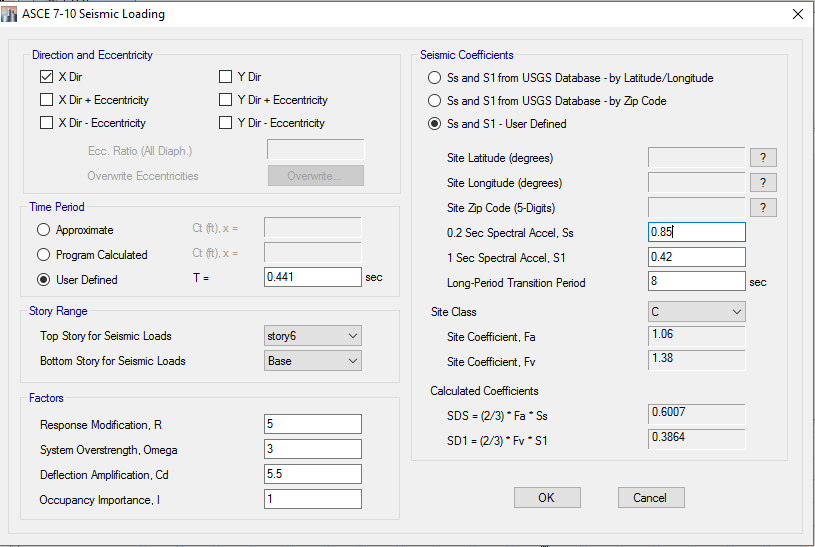 ASCE 7-10 Seismic Loading
Direction and Eccentricity
X Dir
Y Dir
X Dir + Eccentricity
Y Dir + Eccentricity
X Dir - Eccentricity
Y Dir - Eccentricity
Ecc. Ratio (All Diaph.)
Overwrite Eccentricities
Overwrite...
Time Period
Approximate
Ct (ft), x =
Program Calculated
Ct (ft), x =
User Defined
T =
0.441
sec
Story Range
Top Story for Seismic Loads
story6
Bottom Story for Seismic Loads
Base
Factors
Response Modification, R
5
System Overstrength, Omega
3
Deflection Amplification, Cd
5.5
Occupancy Importance, I
1
Seismic Coefficients
Ss and S1 from USGS Database - by Latitude/Longitude
Ss and S1 from USGS Database - by Zip Code
Ss and S1 - User Defined
Site Latitude (degrees)
?
Site Longitude (degrees)
?
Site Zip Code (5-Digits)
?
0.2 Sec Spectral Accel, Ss
0.85
1 Sec Spectral Accel, S1
0.42
Long-Period Transition Period
8
sec
Site Class
C
Site Coefficient, Fa
1.06
Site Coefficient, Fv
1.38
Calculated Coefficients
SDS = (2/3) * Fa * Ss
0.6007
SD1 = (2/3) * Fv * S1
0.3864
OK
Cancel